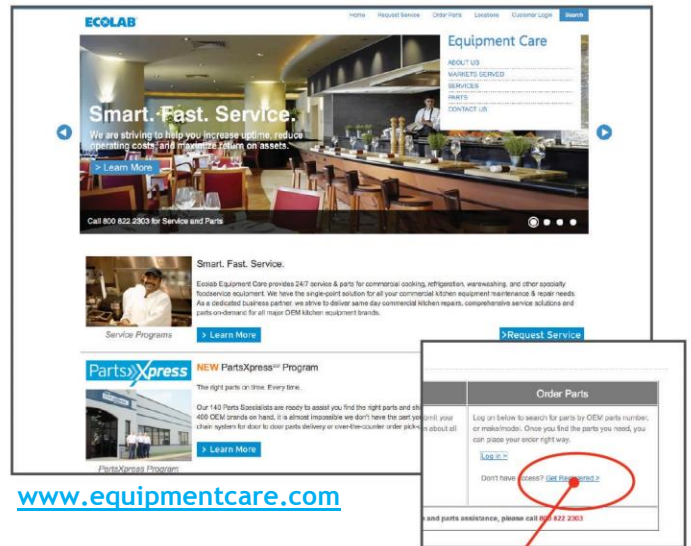 ECOLAB
Home Request Service Order Parts Locations Customer Login Search
Equipment Care
ABOUT US
MARKETS SERVED
SERVICES
PARTS
CONTACT US
Smart. Fast. Service.
We are striving to help you increase uptime, reduce
operating costs, and maximize return on assets.
> Learn More
Call 800 822 2303 for Service and Parts
Smart. Fast. Service.
Ecolab Equipment Care provides 24/7 service & parts for commercial cooking, refrigeration, warewashing, and other specialty
foodservice equipment. We have the single-point solution for all your commercial kitchen equipment maintenance & repair needs.
As a dedicated business partner, we strive to deliver same day commercial kitchen repairs, comprehensive service solutions and
parts-on-demand for all major OEM kitchen equipment brands.
Service Programs
> Learn More
>Request Service
Parts Xpress
NEW PartsXpress℠ Program
The right parts on time. Every time.
Our 140 Parts Specialists are ready to assist you find the right parts and
400 OEM brands on hand, it is almost impossible we don't have the part
chain system for door to door parts delivery or over-the-counter order
> Learn More
PartsXpress Program
Order Parts
your
about all
Log on below to search for parts by OEM parts number,
or make/model. Once you find the parts you need, you
can place your order right way.
Log in >
Don't have access? Get Registered >
and parts assistance, please call 800 822 2303
www.equipmentcare.com